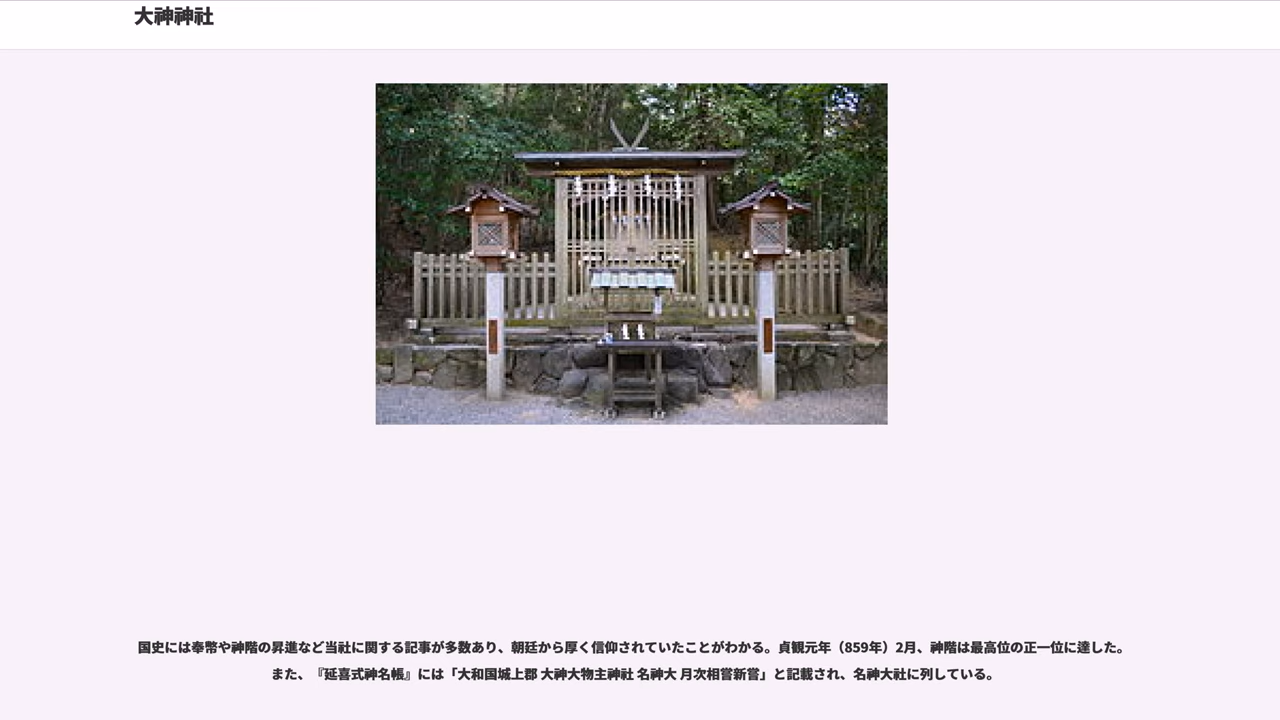 大神神社
国史には奉幣や神階の昇進など当社に関する記事が多数あり、朝廷から厚く信仰されていたことがわかる。貞観元年（859年）2月、神階は最高位の正一位に達した。
また、『延喜式神名帳』には「大和国城上郡 大神大物主神社 名神大 月次相嘗新嘗」と記載され、名神大社に列している。